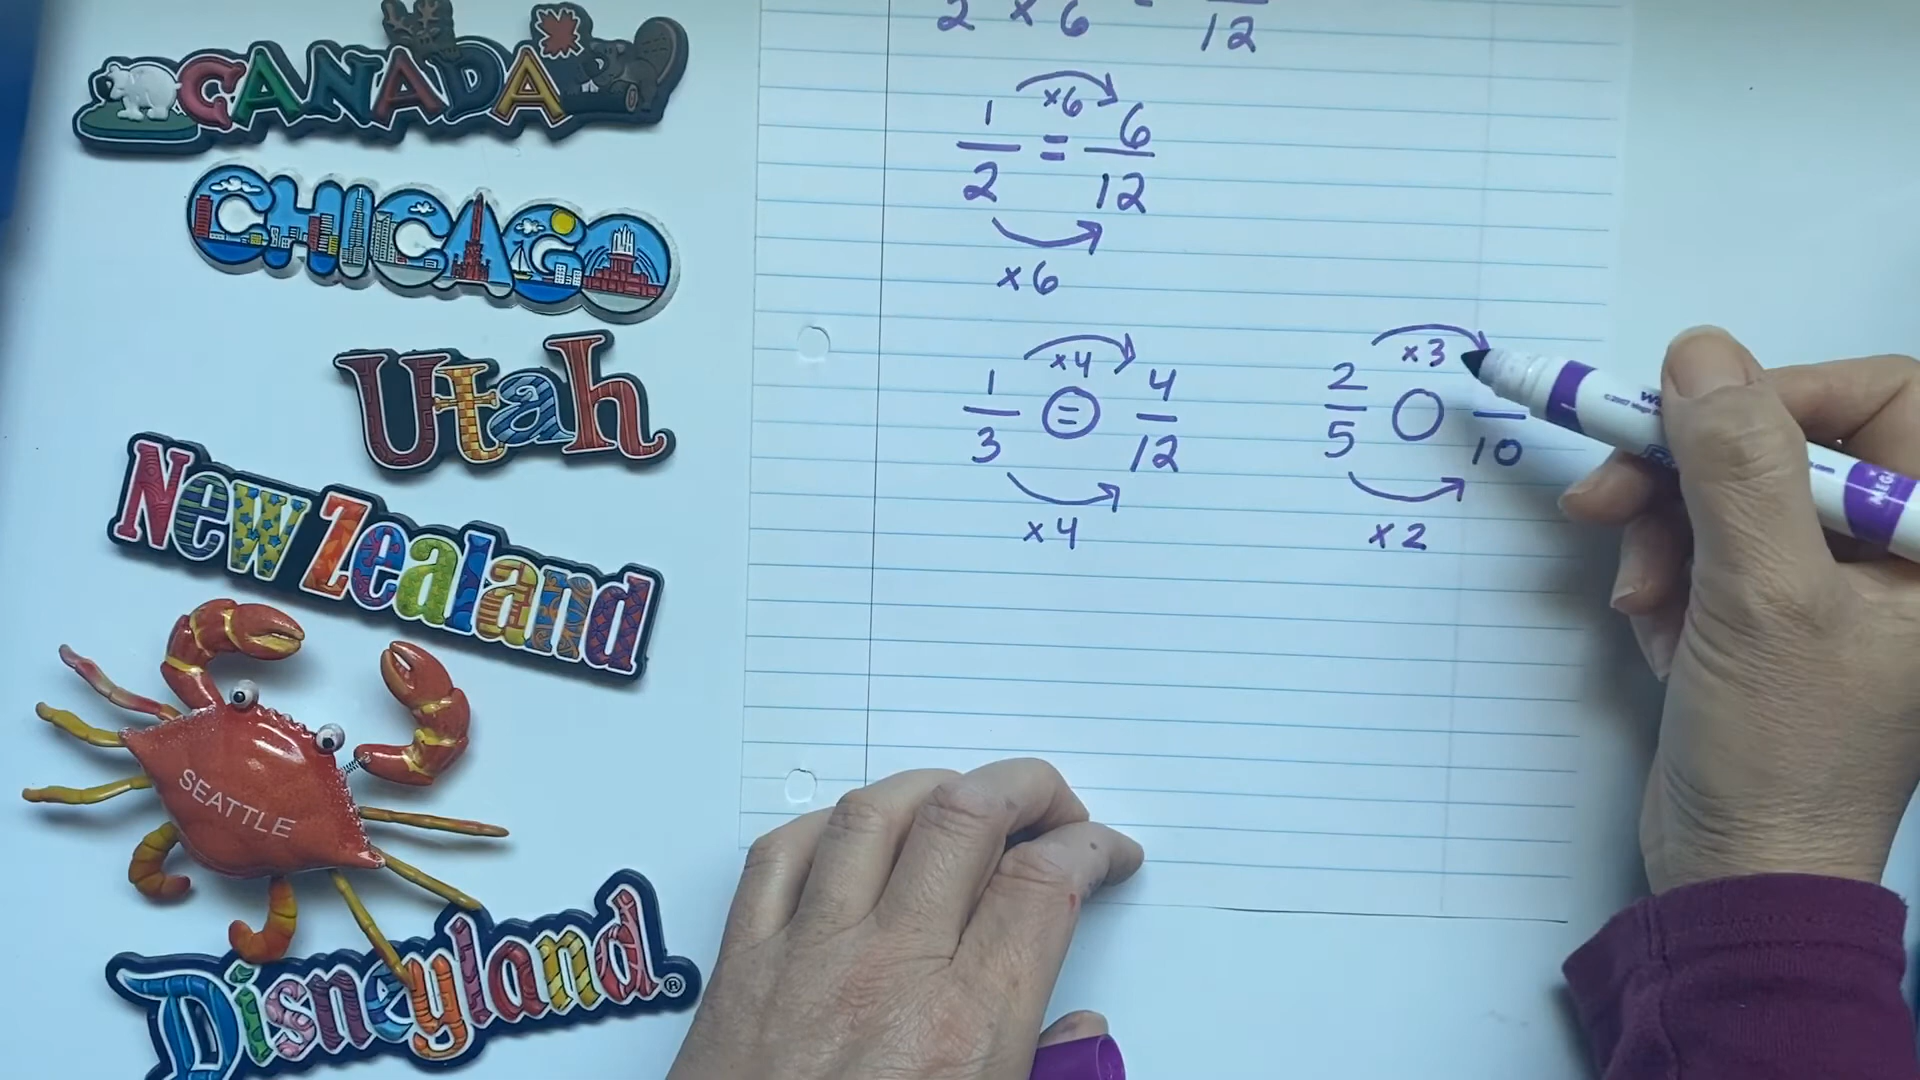 CANADA
CHICAGO
Utah
New Zealand
SEATTLE
Disneyland®
2 × 6 12
×6
1 6
— = —
2 12
×6
×4
1 4
— = —
3 12
×4
×3
2
— ○ —
5 10
×2